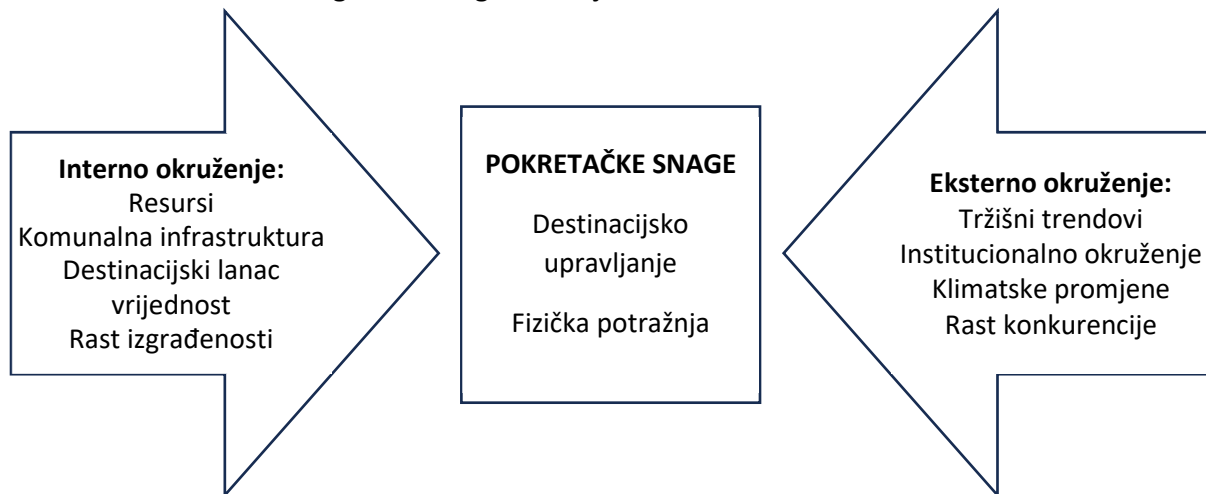 Interno okruženje:
Resursi
Komunalna infrastruktura
Destinacijski lanac
vrijednost
Rast izgrađenosti
POKRETAČKE SNAGE
Destinacijsko
upravljanje
Fizička potražnja
Eksterno okruženje:
Tržišni trendovi
Institucionalno okruženje
Klimatske promjene
Rast konkurencije